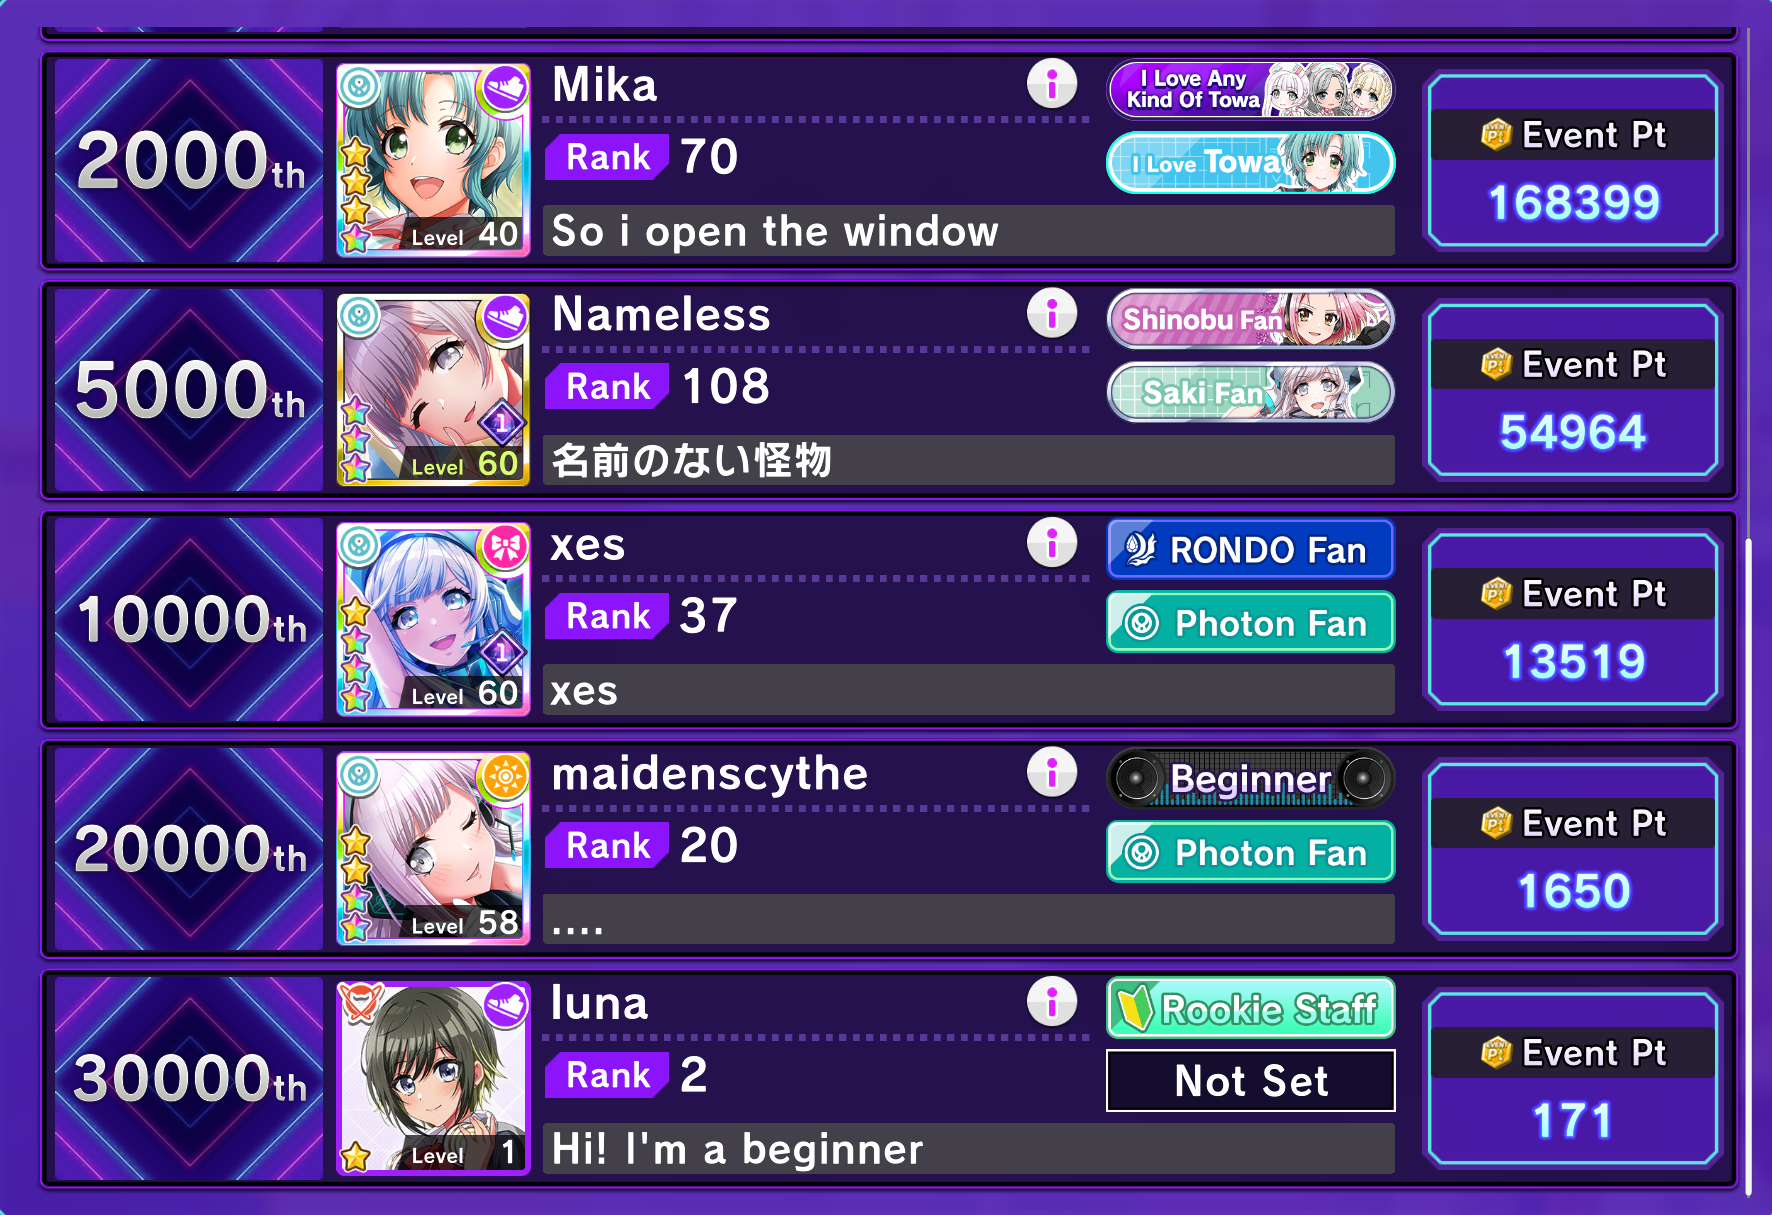 2000th
Level 40
Mika
Rank 70
So i open the window
I Love Any
Kind Of Towa
I Love Towa
Event Pt
168399
5000th
1
Level 60
Nameless
Rank 108
名前のない怪物
Shinobu Fan
Saki Fan
Event Pt
54964
10000th
1
Level 60
xes
Rank 37
xes
RONDO Fan
Photon Fan
Event Pt
13519
20000th
Level 58
maidenscythe
Rank 20
....
Beginner
Photon Fan
Event Pt
1650
30000th
Level 1
luna
Rank 2
Hi! I'm a beginner
Rookie Staff
Not Set
Event Pt
171